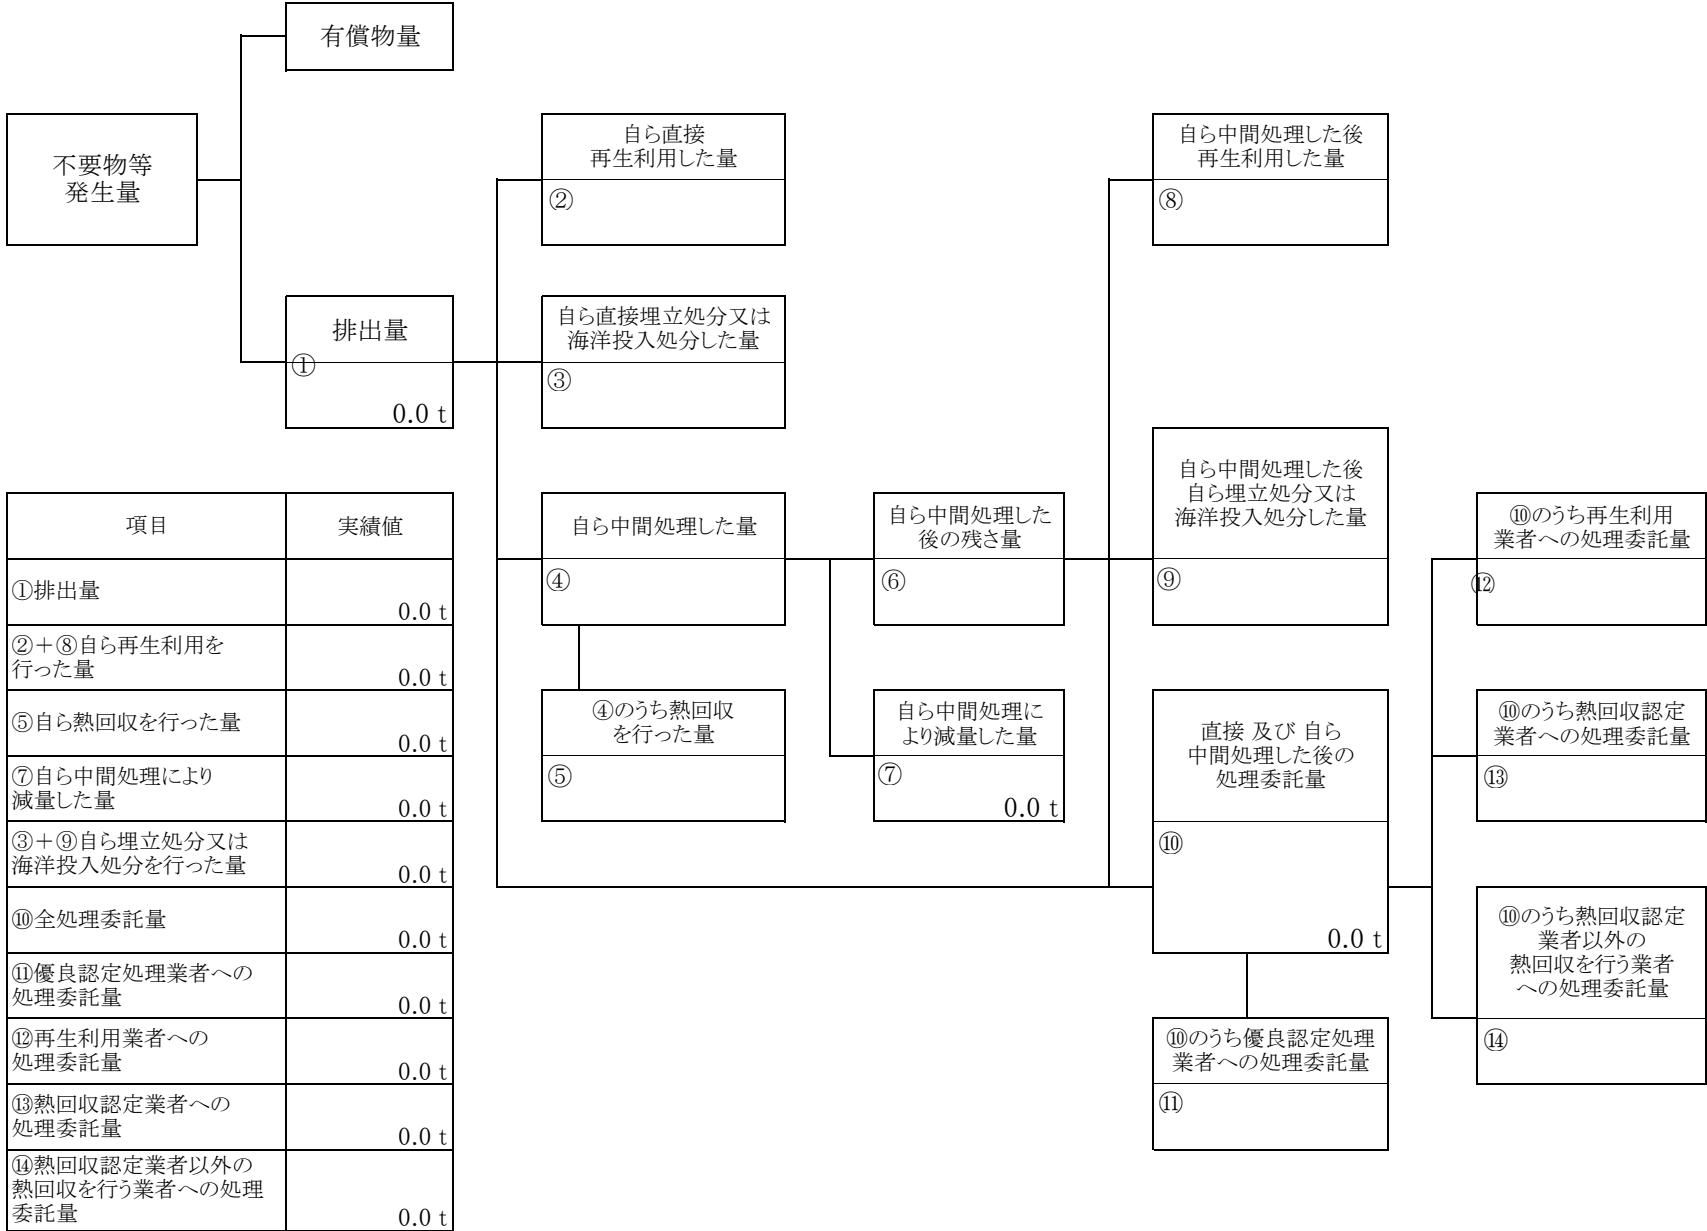 有償物量
不要物等
発生量
自ら直接
再生利用した量
②
自ら中間処理した後
再生利用した量
⑧
排出量
①
0.0 t
自ら直接埋立処分又は
海洋投入処分した量
③
自ら中間処理した量
④
自ら中間処理した
後の残さ量
⑥
自ら中間処理した後
自ら埋立処分又は
海洋投入処分した量
⑨
⑩のうち再生利用
業者への処理委託量
⑫
④のうち熱回収
を行った量
⑤
自ら中間処理に
より減量した量
⑦
0.0 t
直接 及び 自ら
中間処理した後の
処理委託量
⑩
0.0 t
⑩のうち熱回収認定
業者への処理委託量
⑬
⑩のうち熱回収認定
業者以外の
熱回収を行う業者
への処理委託量
⑭
⑩のうち優良認定処理
業者への処理委託量
⑪
項目 実績値
①排出量
0.0 t
②+⑧自ら再生利用を
行った量
0.0 t
⑤自ら熱回収を行った量
0.0 t
⑦自ら中間処理により
減量した量
0.0 t
③+⑨自ら埋立処分又は
海洋投入処分を行った量
0.0 t
⑩全処理委託量
0.0 t
⑪優良認定処理業者への
処理委託量
0.0 t
⑫再生利用業者への
処理委託量
0.0 t
⑬熱回収認定業者への
処理委託量
0.0 t
⑭熱回収認定業者以外の
熱回収を行う業者への処理
委託量
0.0 t